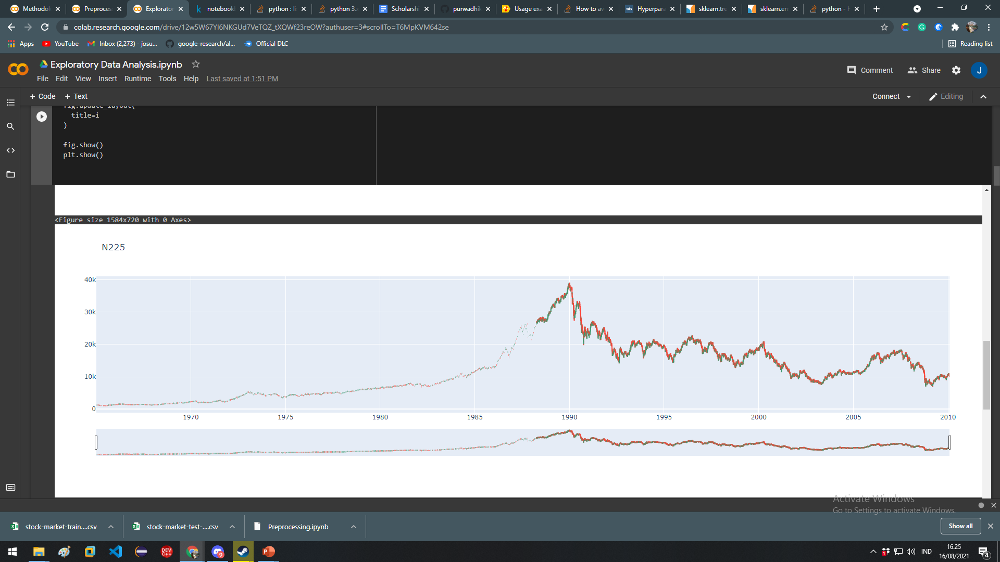 Methodol
Preproces
Explorator
notebookl
python : li
python 3.
Scholarshi
purwadhik
Usage exa
How to av
Hyperpara
sklearn.tre
sklearn.en
python -
colab.research.google.com/drive/12w5W67Yl6NKGUd7VeTQZ_tXQWf23reOW?authuser=3#scrollTo=T6MpKVM642se
Apps
YouTube
Inbox (2,273) - josu...
google-research/al...
Official DLC
Reading list
Exploratory Data Analysis.ipynb
File Edit View Insert Runtime Tools Help Last saved at 1:51 PM
Comment
Share
J
+ Code + Text
Connect
Editing
fig.update_layout(
title=i
)
fig.show()
plt.show()
<Figure size 1584x720 with 0 Axes>
N225
40k
30k
20k
10k
0
1970 1975 1980 1985 1990 1995 2000 2005 2010
Activate Windows
Go to Settings to activate Windows.
stock-market-train....csv
stock-market-test-....csv
Preprocessing.ipynb
Show all
IND
16.25
16/08/2021
4